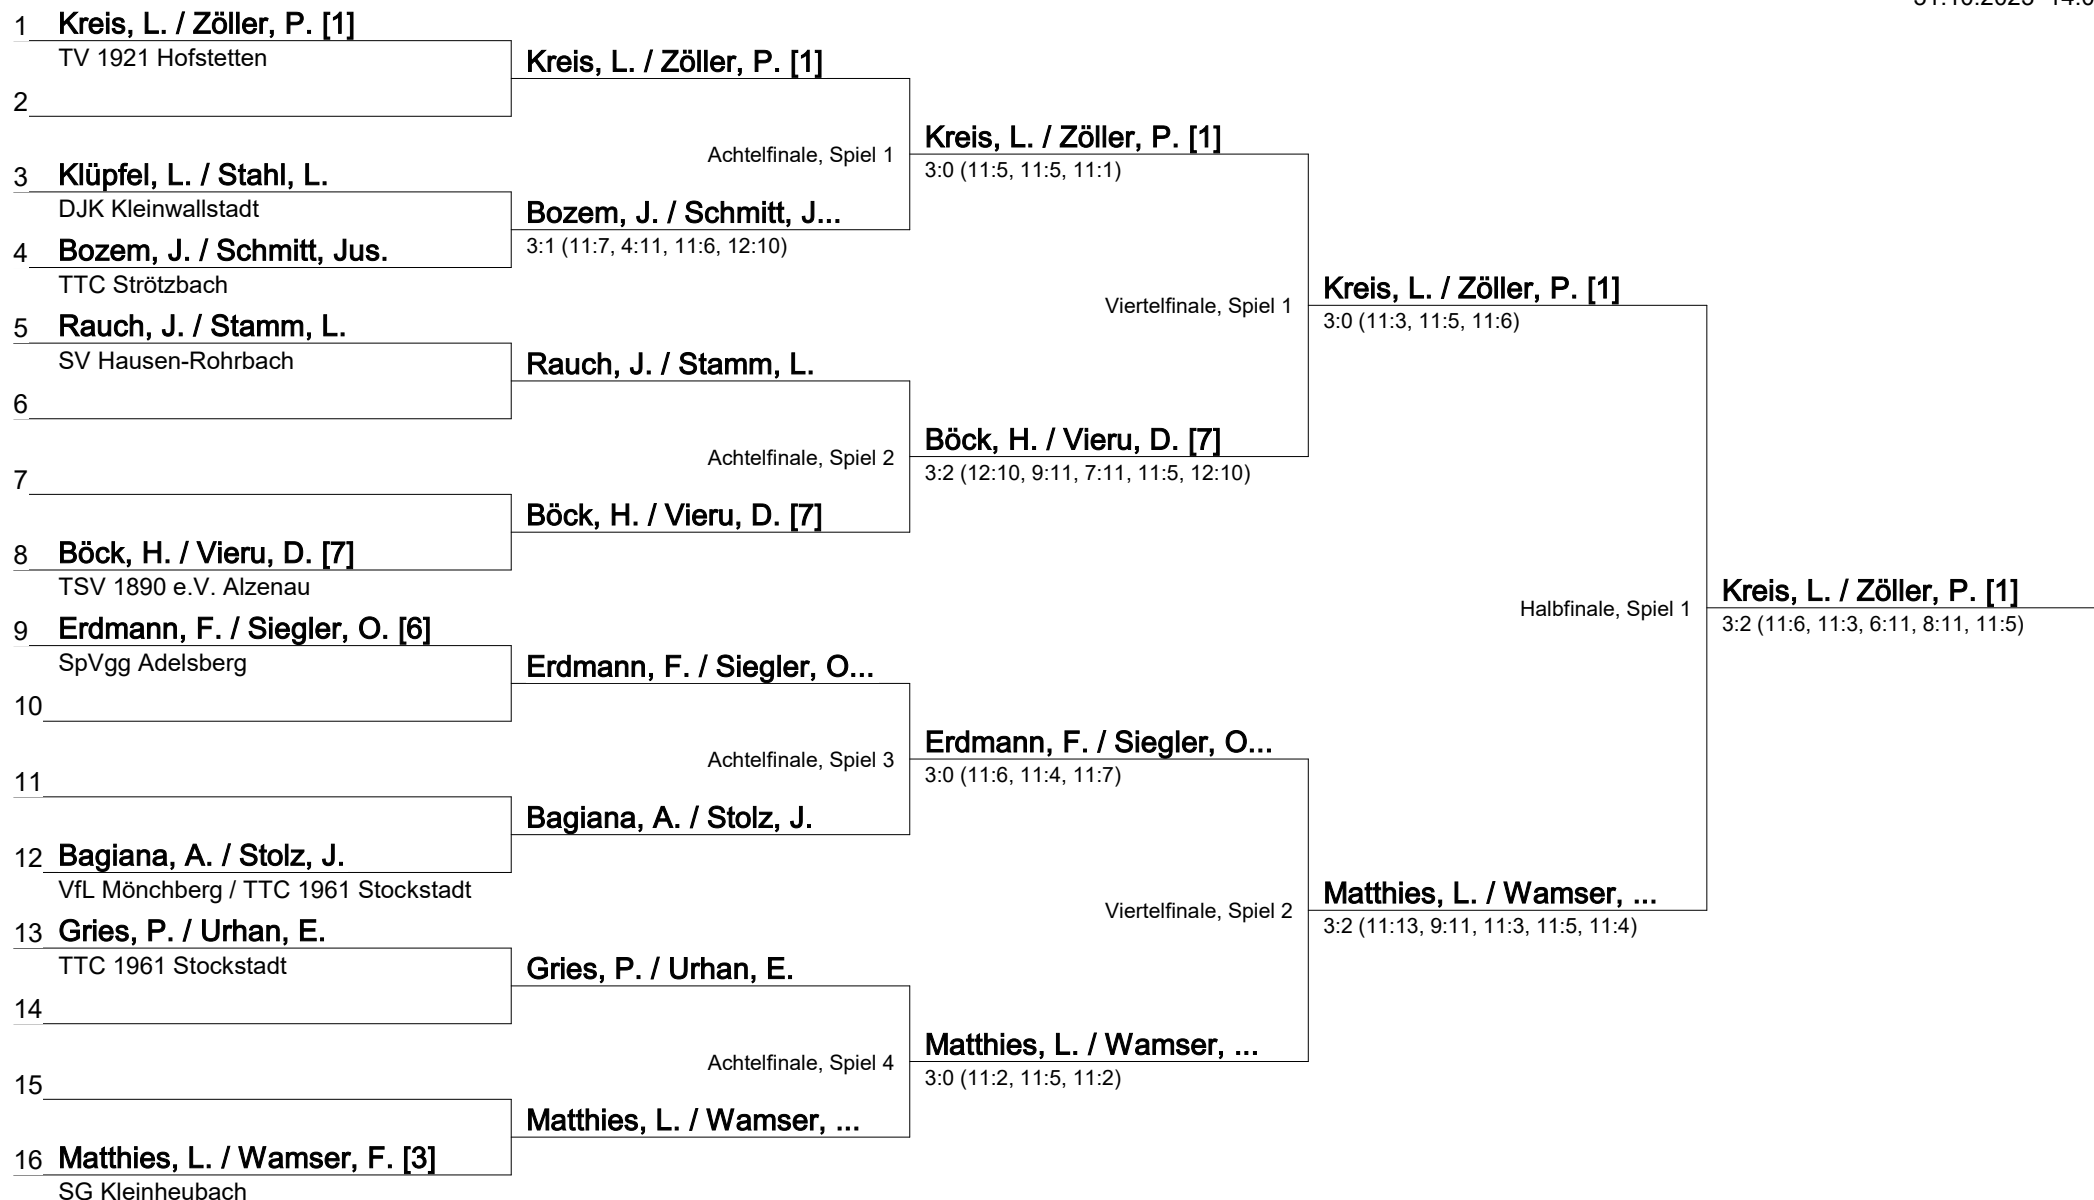 1 Kreis, L. / Zöller, P. [1]
TV 1921 Hofstetten
Kreis, L. / Zöller, P. [1]
2
Achtelfinale, Spiel 1
Kreis, L. / Zöller, P. [1]
3:0 (11:5, 11:5, 11:1)
3 Klüpfel, L. / Stahl, L.
DJK Kleinwallstadt
Bozem, J. / Schmitt, J...
3:1 (11:7, 4:11, 11:6, 12:10)
4 Bozem, J. / Schmitt, Jus.
TTC Strötzbach
Viertelfinale, Spiel 1
Kreis, L. / Zöller, P. [1]
3:0 (11:3, 11:5, 11:6)
5 Rauch, J. / Stamm, L.
SV Hausen-Rohrbach
Rauch, J. / Stamm, L.
6
Achtelfinale, Spiel 2
Böck, H. / Vieru, D. [7]
3:2 (12:10, 9:11, 7:11, 11:5, 12:10)
7
Böck, H. / Vieru, D. [7]
8 Böck, H. / Vieru, D. [7]
TSV 1890 e.V. Alzenau
Halbfinale, Spiel 1
Kreis, L. / Zöller, P. [1]
3:2 (11:6, 11:3, 6:11, 8:11, 11:5)
9 Erdmann, F. / Siegler, O. [6]
SpVgg Adelsberg
Erdmann, F. / Siegler, O...
10
Achtelfinale, Spiel 3
Erdmann, F. / Siegler, O...
3:0 (11:6, 11:4, 11:7)
11
Bagiana, A. / Stolz, J.
12 Bagiana, A. / Stolz, J.
VfL Mönchberg / TTC 1961 Stockstadt
Viertelfinale, Spiel 2
Matthies, L. / Wamser, ...
3:2 (11:13, 9:11, 11:3, 11:5, 11:4)
13 Gries, P. / Urhan, E.
TTC 1961 Stockstadt
Gries, P. / Urhan, E.
14
Achtelfinale, Spiel 4
Matthies, L. / Wamser, ...
3:0 (11:2, 11:5, 11:2)
15
Matthies, L. / Wamser, ...
16 Matthies, L. / Wamser, F. [3]
SG Kleinheubach